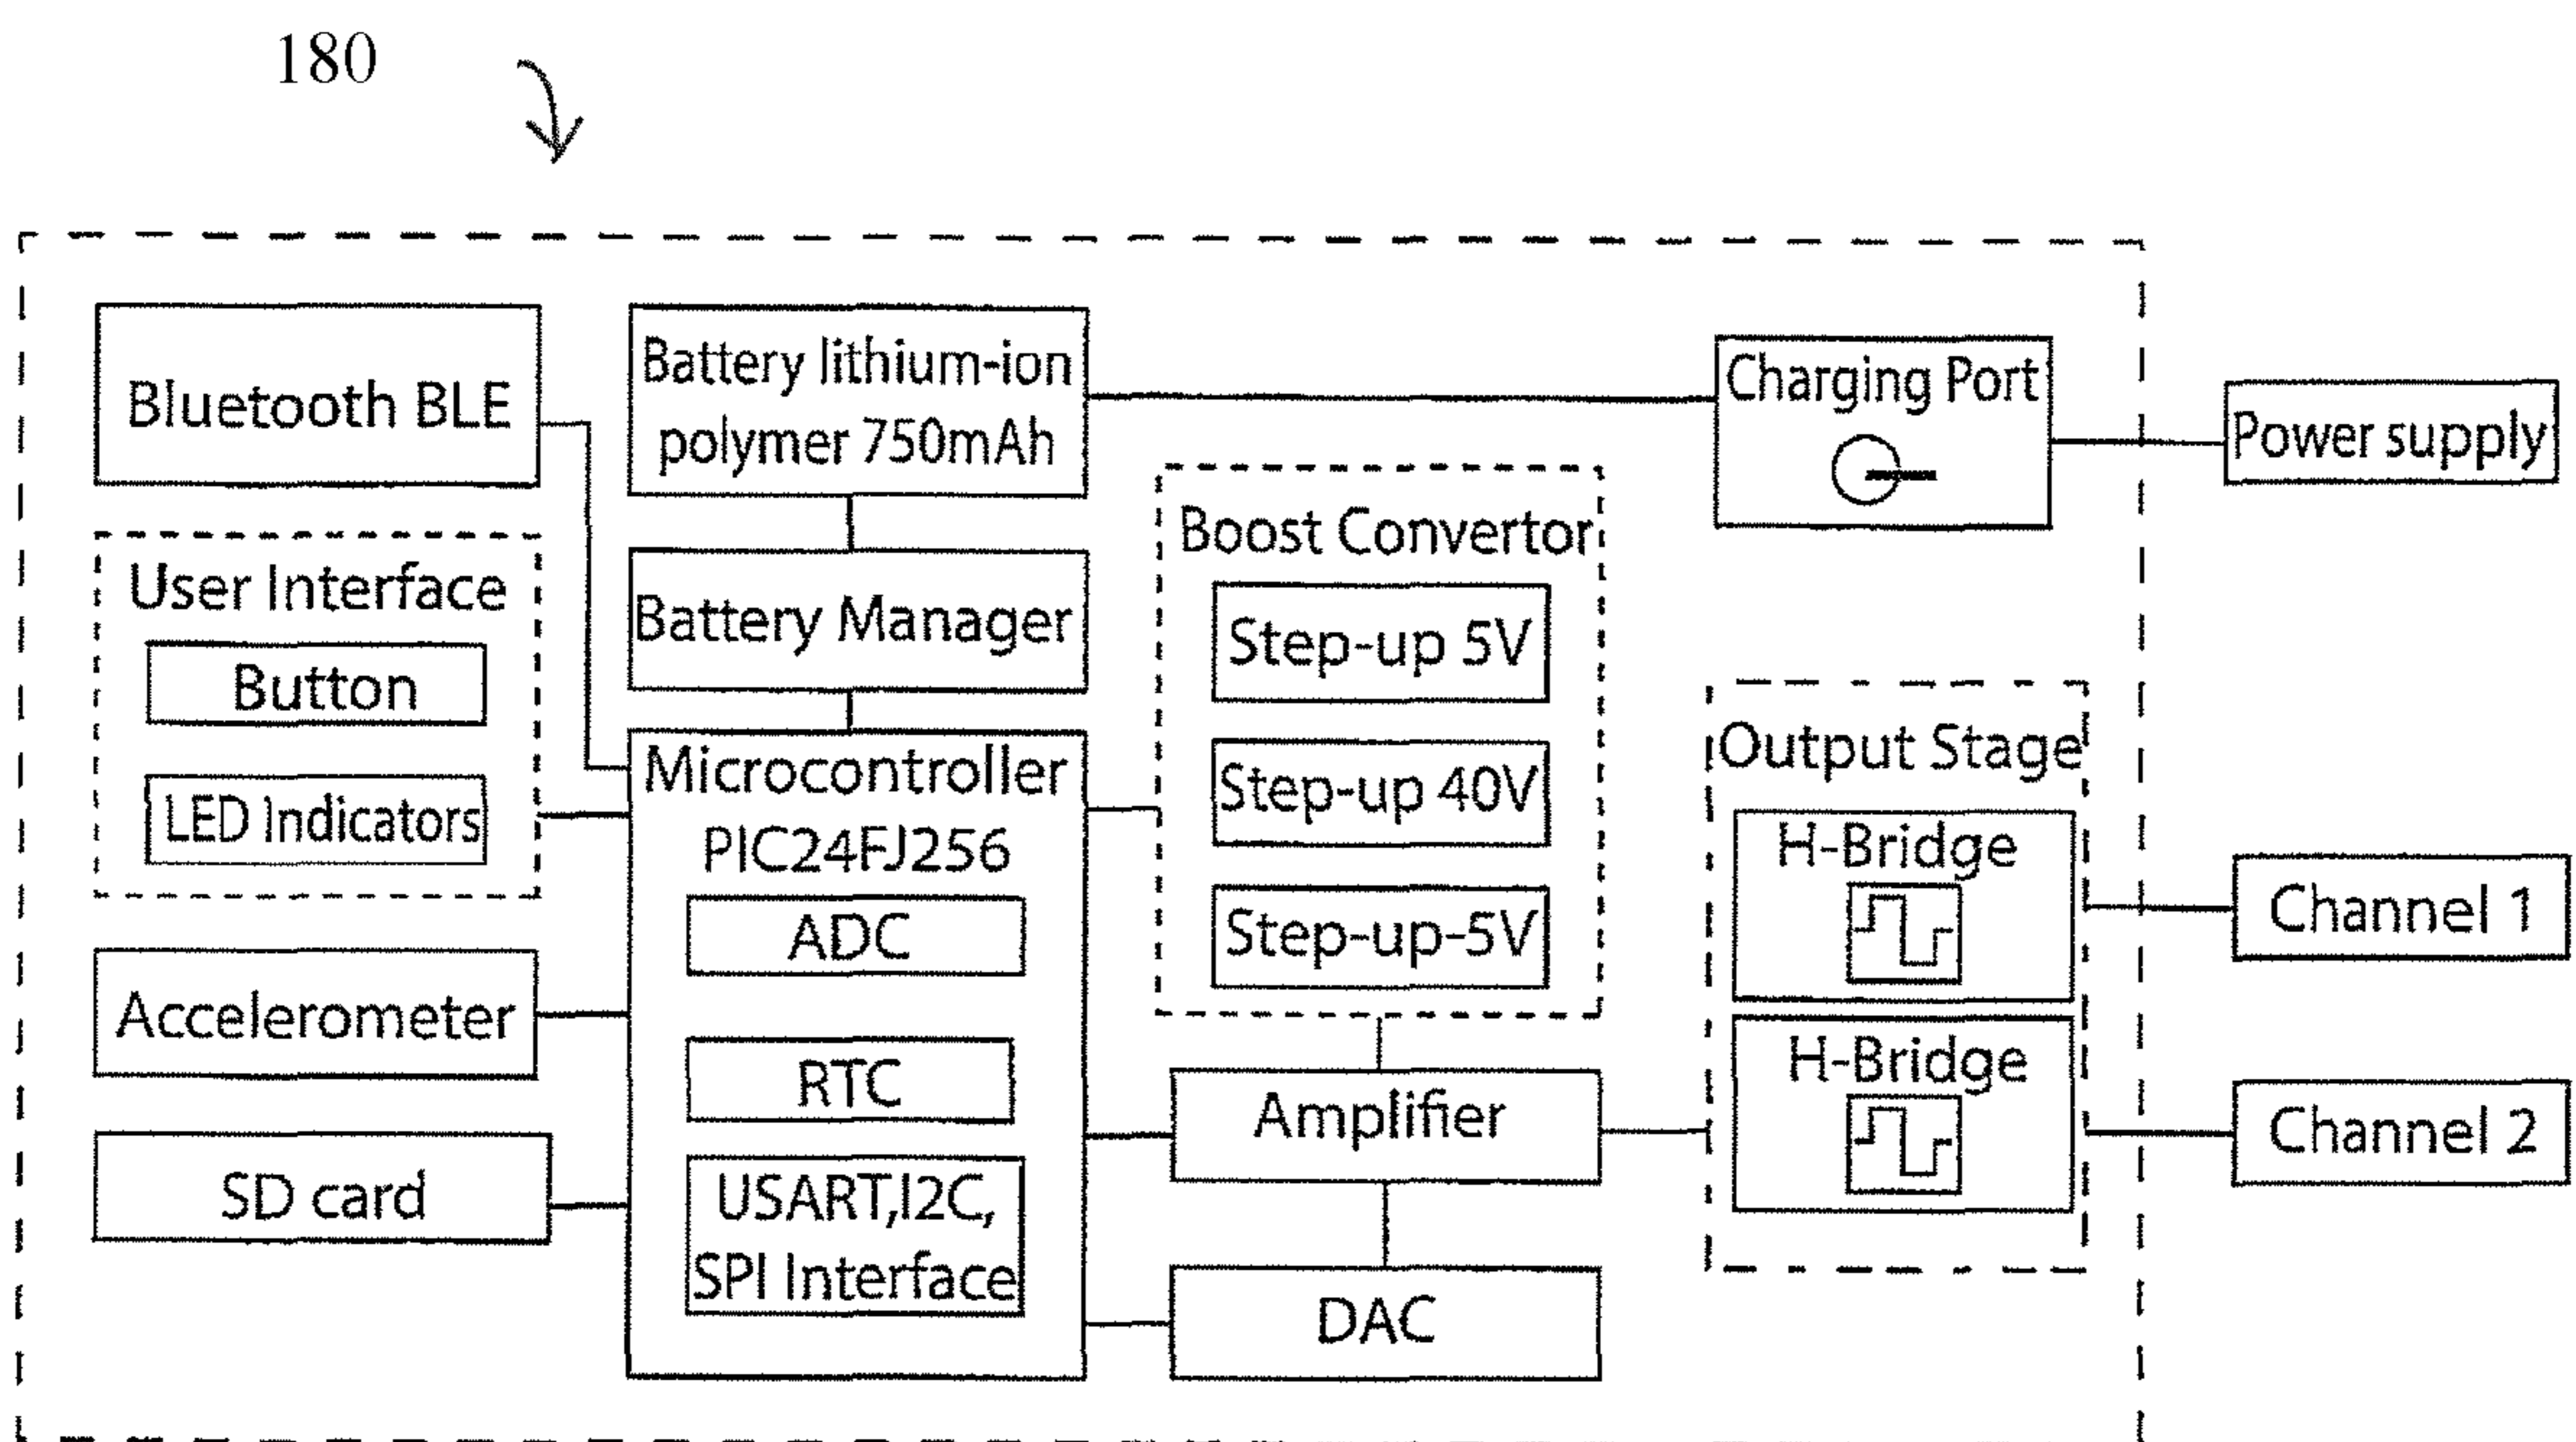 180
Bluetooth BLE
Battery lithium-ion
polymer 750mAh
Charging Port
Power supply
User Interface
Button
LED Indicators
Battery Manager
Boost Convertor
Step-up 5V
Step-up 40V
Step-up-5V
Microcontroller
PIC24FJ256
ADC
RTC
USART,I2C,
SPI Interface
Accelerometer
SD card
Amplifier
DAC
Output Stage
H-Bridge
H-Bridge
Channel 1
Channel 2